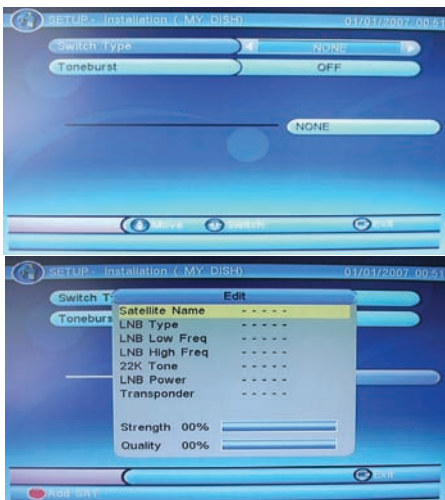 SETUP - Installation ( MY DISH) 01/01/2007 00:51
Switch Type NONE
Toneburst OFF
NONE
Move Switch Exit
SETUP - Installation ( MY DISH) 01/01/2007 00:51
Switch T
Edit
Toneburs
Satellite Name - - - - -
LNB Type - - - - -
LNB Low Freq - - - - -
LNB High Freq - - - - -
22K Tone - - - - -
LNB Power - - - - -
Transponder - - - - -
Strength 00%
Quality 00%
Exit
Add SAT